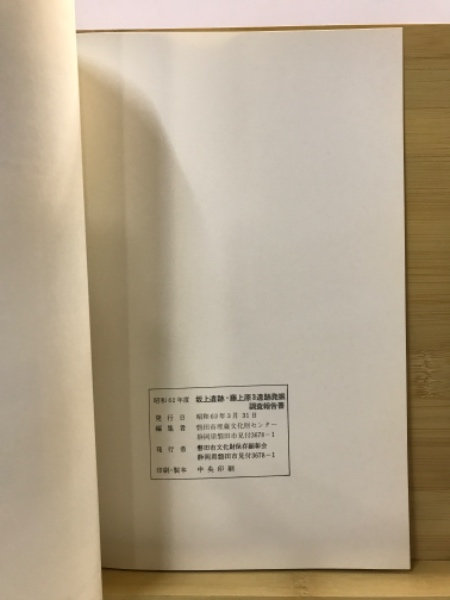 昭和62年度 坂上遺跡・藤上原3遺跡発掘
調査報告書
発行日 昭和63年3月31日
編集者 磐田市埋蔵文化財センター
静岡県磐田市見付3678-1
発行者 磐田市文化財保存顕彰会
静岡県磐田市見付3678-1
印刷・製本 中央印刷